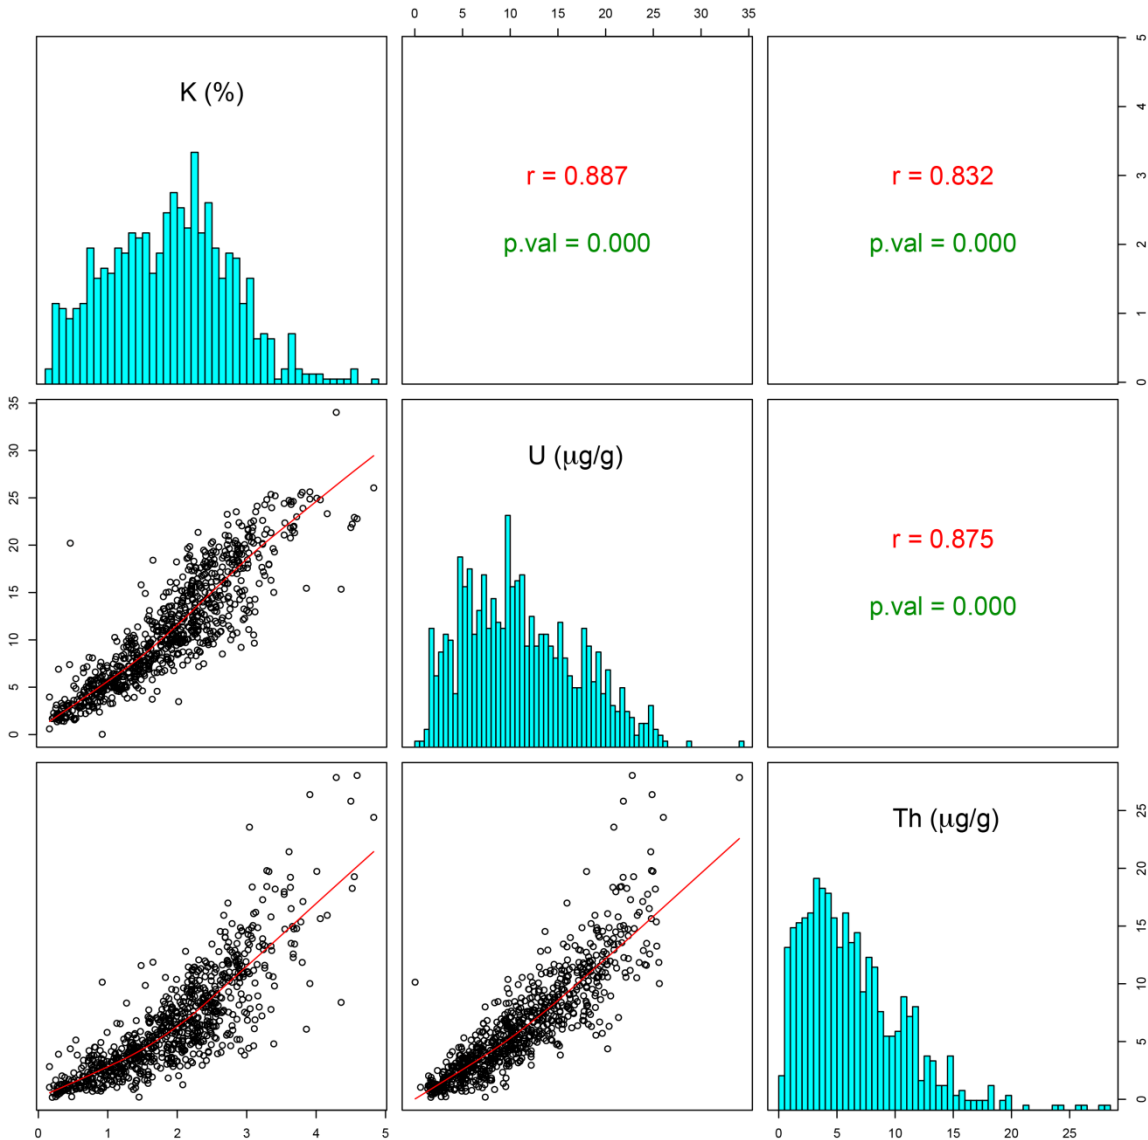 0 5 10 15 20 25 30 35
K (%)
r = 0.887
p.val = 0.000
r = 0.832
p.val = 0.000
0 1 2 3 4 5
0 5 10 15 20 25 30 35
U (μg/g)
r = 0.875
p.val = 0.000
Th (μg/g)
0 5 10 15 20 25
0 1 2 3 4 5
0 5 10 15 20 25